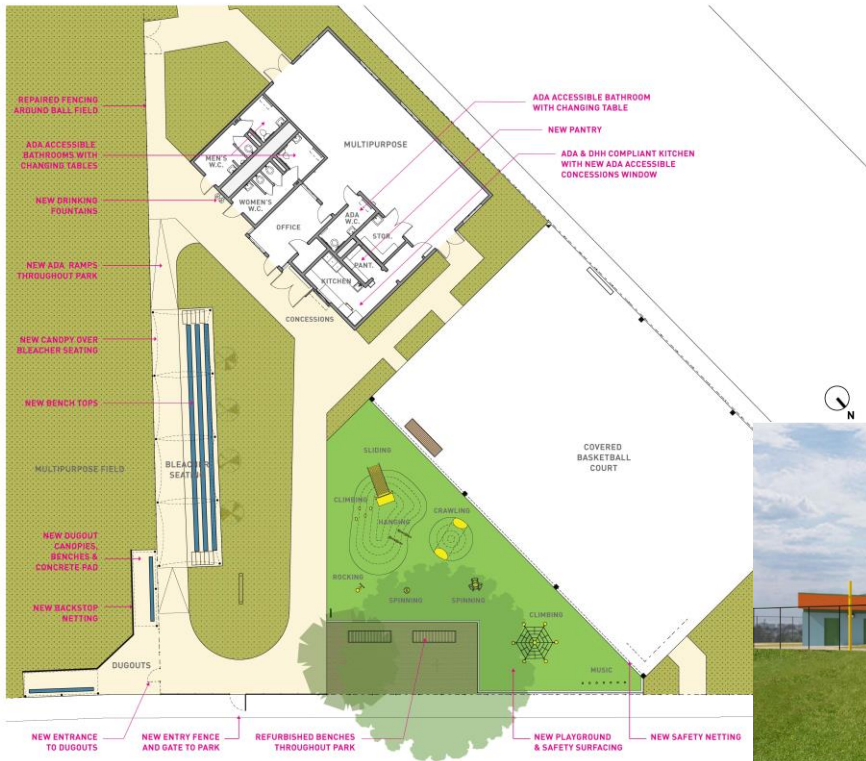 REPAIRED FENCING
AROUND BALL FIELD
ADA ACCESSIBLE
BATHROOMS WITH
CHANGING TABLES
NEW DRINKING
FOUNTAINS
NEW ADA RAMPS
THROUGHOUT PARK
NEW CANOPY OVER
BLEACHER SEATING
NEW BENCH TOPS
MULTIPURPOSE FIELD
BLEACHER
SEATING
NEW DUGOUT
CANOPIES,
BENCHES &
CONCRETE PAD
NEW BACKSTOP
NETTING
DUGOUTS
NEW ENTRANCE
TO DUGOUTS
NEW ENTRY FENCE
AND GATE TO PARK
REFURBISHED BENCHES
THROUGHOUT PARK
NEW PLAYGROUND
& SAFETY SURFACING
NEW SAFETY NETTING
MEN'S
W.C.
WOMEN'S
W.C.
OFFICE
MULTIPURPOSE
ADA
W.C.
STOR.
PANT.
KITCHEN
CONCESSIONS
ADA ACCESSIBLE BATHROOM
WITH CHANGING TABLE
NEW PANTRY
ADA & DHH COMPLIANT KITCHEN
WITH NEW ADA ACCESSIBLE
CONCESSIONS WINDOW
N
COVERED
BASKETBALL
COURT
SLIDING
CLIMBING
HANGING
CRAWLING
ROCKING
SPINNING
SPINNING
CLIMBING
MUSIC